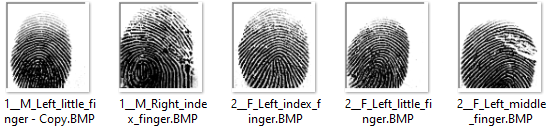 1__M_Left_little_fi
nger - Copy.BMP
1__M_Right_inde
x_finger.BMP
2__F_Left_index_f
inger.BMP
2__F_Left_little_fi
nger.BMP
2__F_Left_middle
_finger.BMP